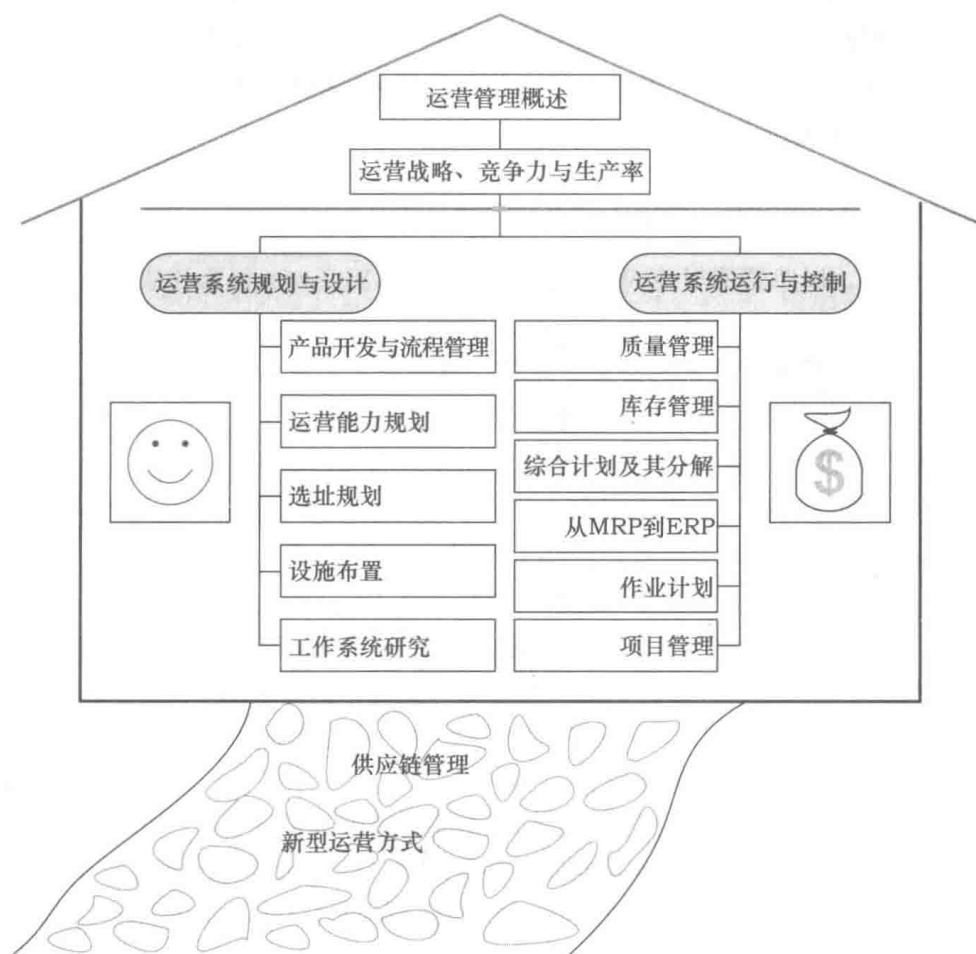 运营管理概述
运营战略、竞争力与生产率
运营系统规划与设计
产品开发与流程管理
运营能力规划
选址规划
设施布置
工作系统研究
运营系统运行与控制
质量管理
库存管理
综合计划及其分解
从MRP到ERP
作业计划
项目管理
$
供应链管理
新型运营方式